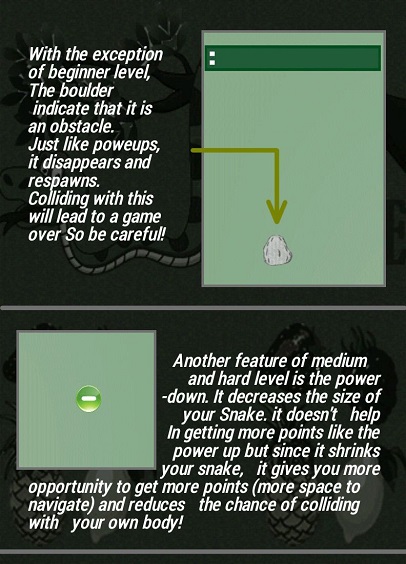 With the exception
of beginner level,
The boulder
indicate that it is
an obstacle.
Just like poweups,
it disappears and
respawns.
Colliding with this
will lead to a game
over So be careful!
:
Another feature of medium
and hard level is the power
-down. It decreases the size of
your Snake. it doesn't help
In getting more points like the
power up but since it shrinks
your snake, it gives you more
opportunity to get more points (more space to
navigate) and reduces the chance of colliding
with your own body!